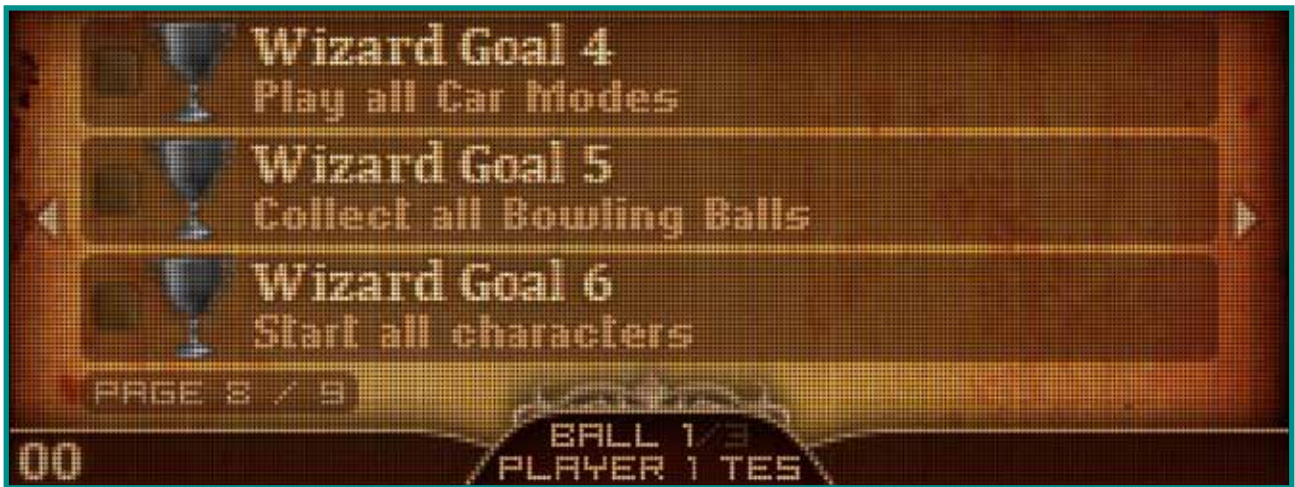 Wizard Goal 4
Play all Car Modes
Wizard Goal 5
Collect all Bowling Balls
Wizard Goal 6
Start all characters
PAGE 8 / 9
BALL 1/3
00
PLAYER 1 TES